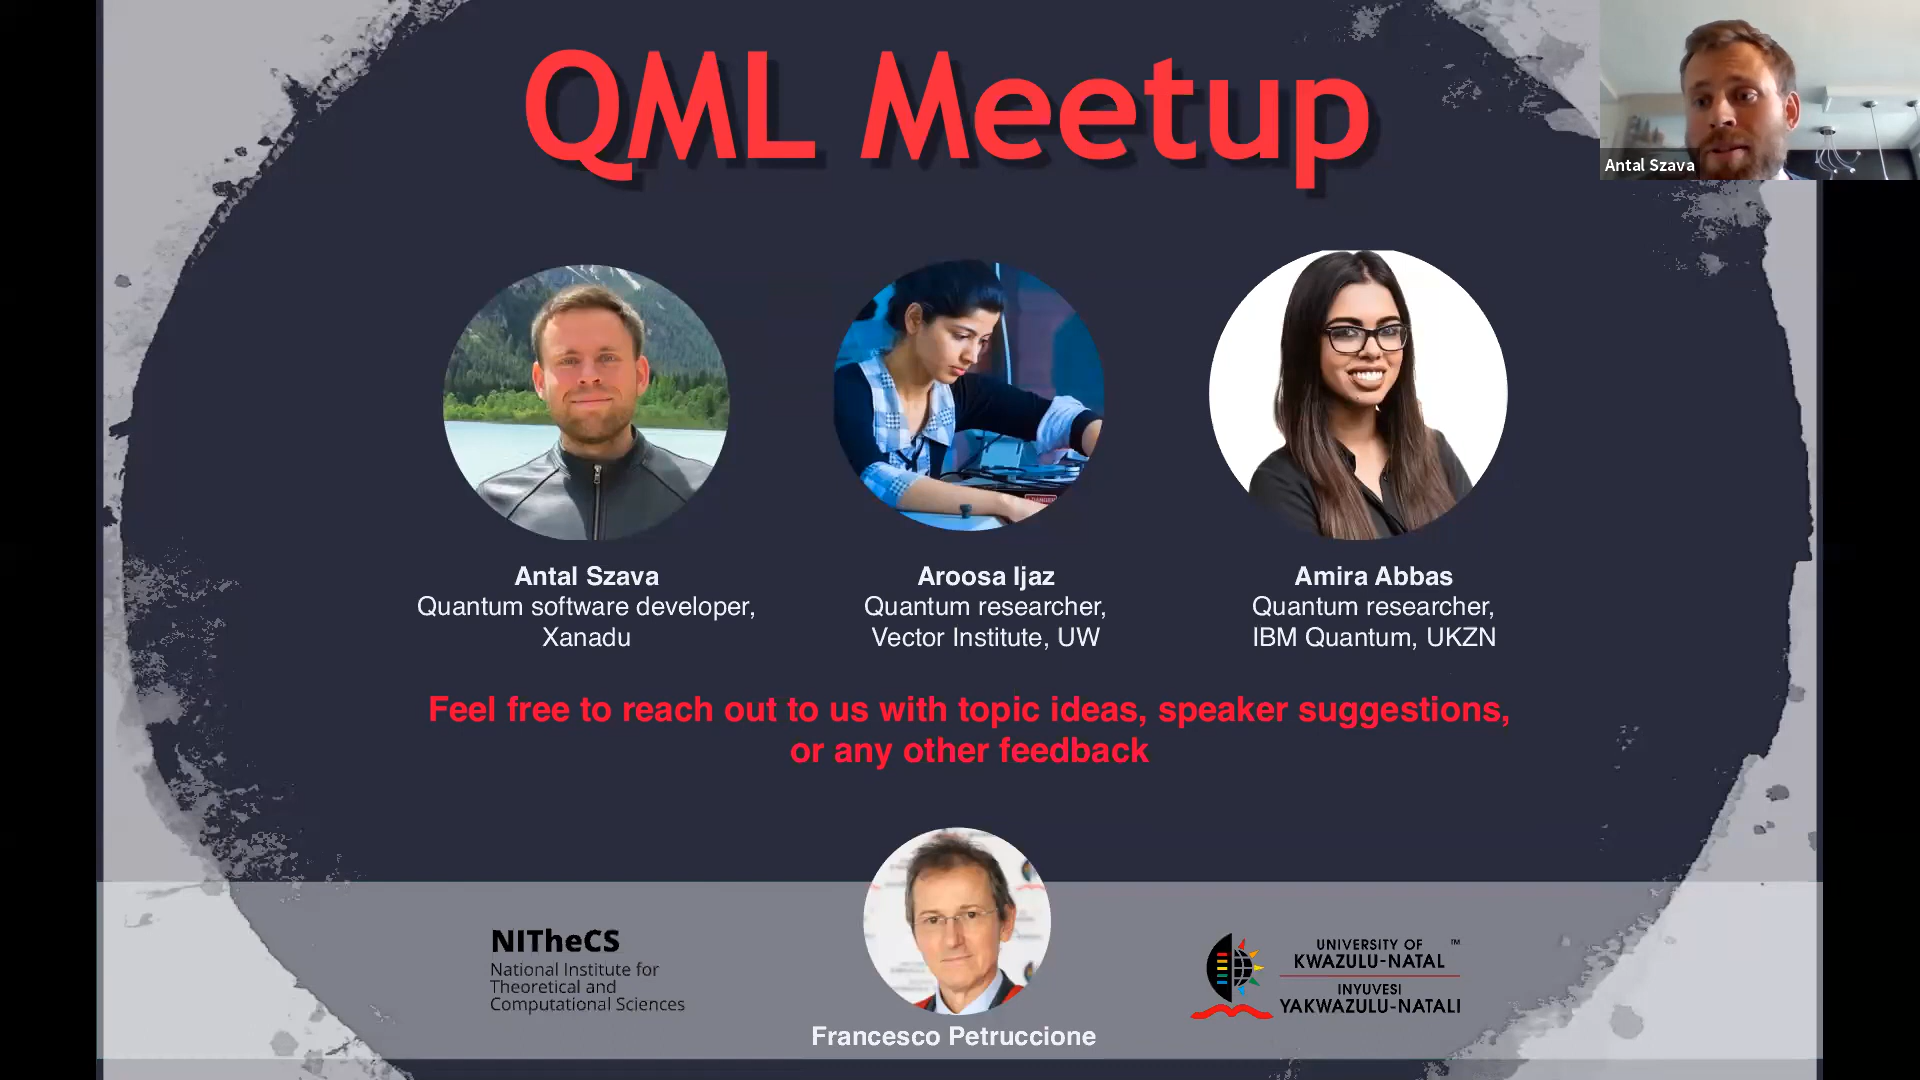 QML Meetup
Antal Szava
Antal Szava
Quantum software developer,
Xanadu
Aroosa Ijaz
Quantum researcher,
Vector Institute, UW
Amira Abbas
Quantum researcher,
IBM Quantum, UKZN
Feel free to reach out to us with topic ideas, speaker suggestions,
or any other feedback
NITheCS
National Institute for
Theoretical and
Computational Sciences
Francesco Petruccione
UNIVERSITY OF ™
KWAZULU-NATAL
INYUVESI
YAKWAZULU-NATALI